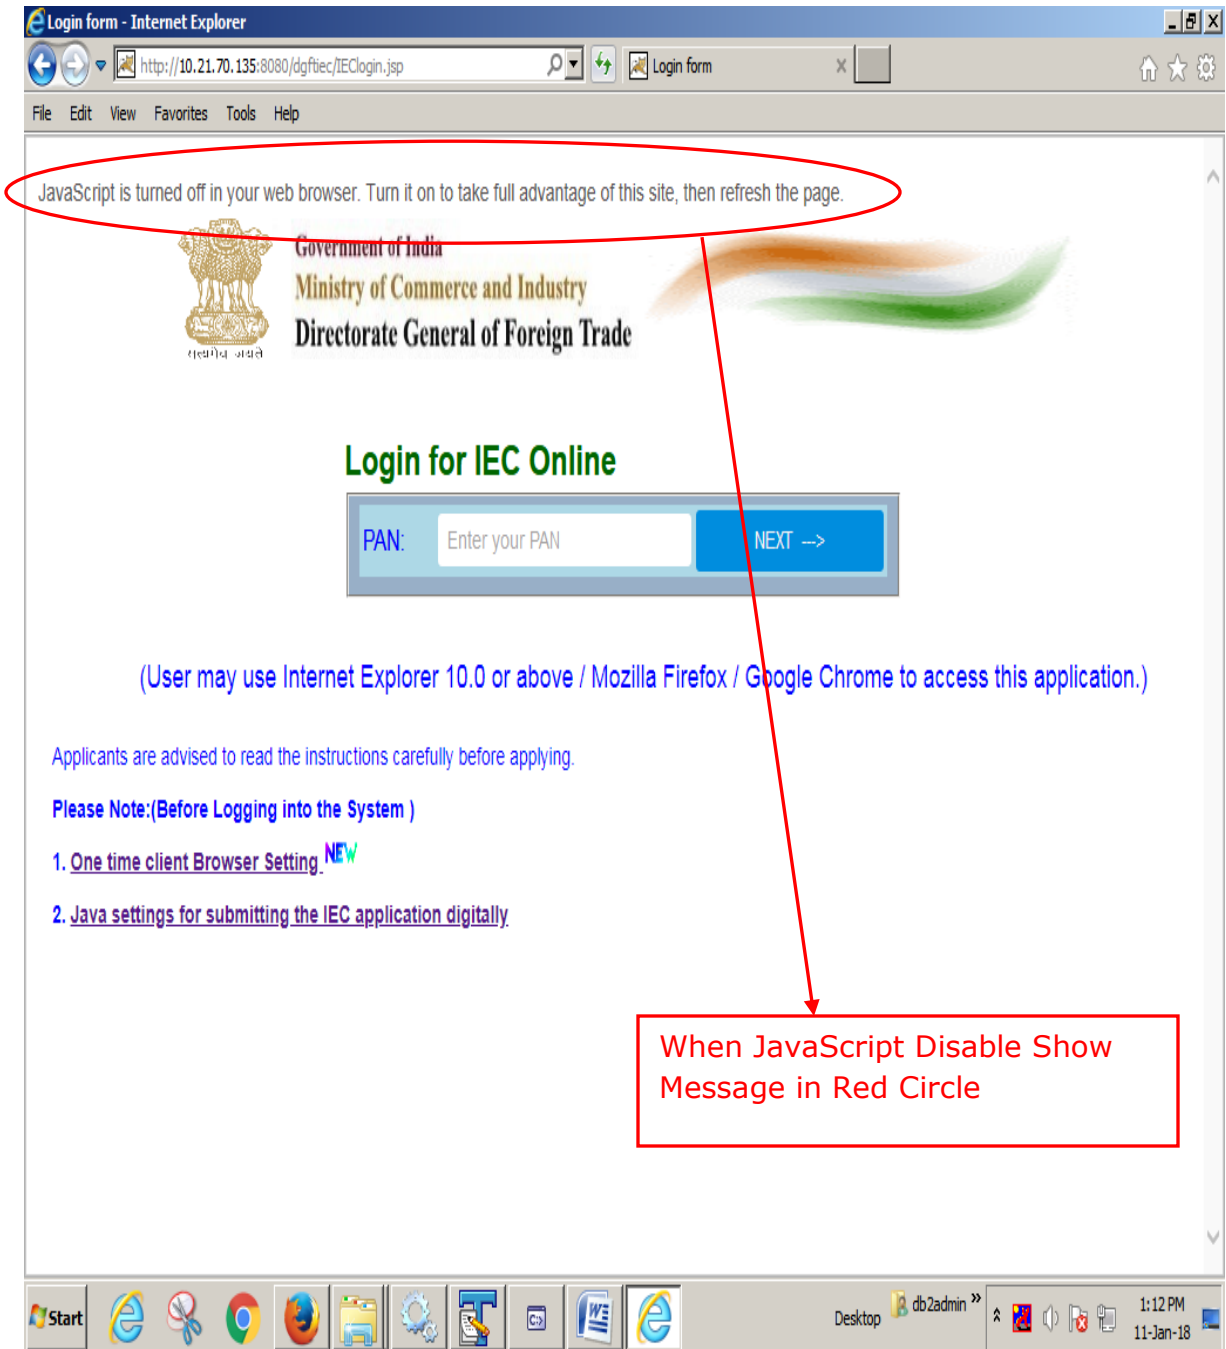 Login form - Internet Explorer
http://10.21.70.135:8080/dgftiec/IEClogin.jsp
Login form
File Edit View Favorites Tools Help
JavaScript is turned off in your web browser. Turn it on to take full advantage of this site, then refresh the page.
Government of India
Ministry of Commerce and Industry
Directorate General of Foreign Trade
सत्यमेव जयते
Login for IEC Online
PAN: Enter your PAN NEXT --->
(User may use Internet Explorer 10.0 or above / Mozilla Firefox / Google Chrome to access this application.)
Applicants are advised to read the instructions carefully before applying.
Please Note:(Before Logging into the System )
1. One time client Browser Setting NEW
2. Java settings for submitting the IEC application digitally
When JavaScript Disable Show
Message in Red Circle
Start
Desktop db2admin »
1:12 PM
11-Jan-18